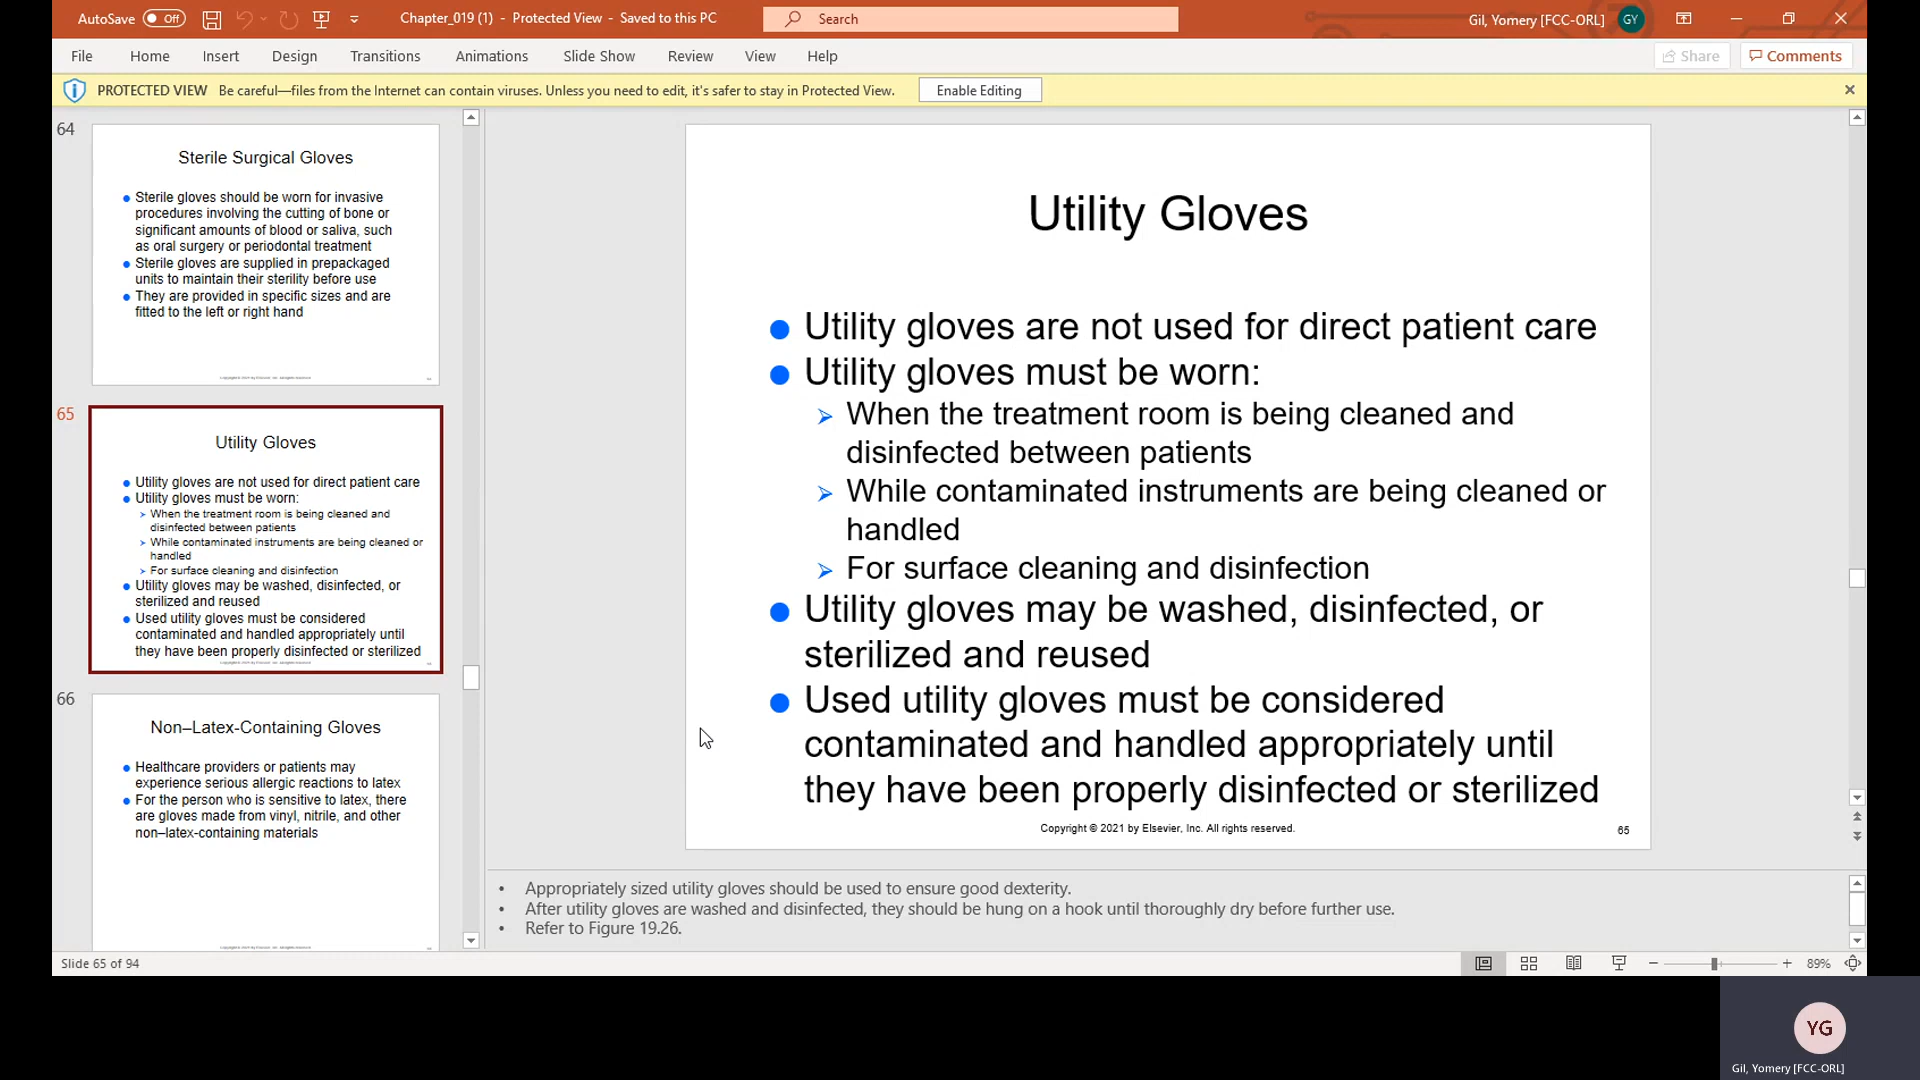 AutoSave Off
Chapter_019 (1) - Protected View - Saved to this PC
Search
Gil, Yomery [FCC-ORL] GY
File Home Insert Design Transitions Animations Slide Show Review View Help
Share Comments
PROTECTED VIEW Be careful—files from the Internet can contain viruses. Unless you need to edit, it's safer to stay in Protected View. Enable Editing
64
Sterile Surgical Gloves
Sterile gloves should be worn for invasive
procedures involving the cutting of bone or
significant amounts of blood or saliva, such
as oral surgery or periodontal treatment
Sterile gloves are supplied in prepackaged
units to maintain their sterility before use
They are provided in specific sizes and are
fitted to the left or right hand
65
Utility Gloves
Utility gloves are not used for direct patient care
Utility gloves must be worn:
When the treatment room is being cleaned and
disinfected between patients
While contaminated instruments are being cleaned or
handled
For surface cleaning and disinfection
Utility gloves may be washed, disinfected, or
sterilized and reused
Used utility gloves must be considered
contaminated and handled appropriately until
they have been properly disinfected or sterilized
66
Non–Latex-Containing Gloves
Healthcare providers or patients may
experience serious allergic reactions to latex
For the person who is sensitive to latex, there
are gloves made from vinyl, nitrile, and other
non–latex-containing materials
Utility Gloves
Utility gloves are not used for direct patient care
Utility gloves must be worn:
When the treatment room is being cleaned and
disinfected between patients
While contaminated instruments are being cleaned or
handled
For surface cleaning and disinfection
Utility gloves may be washed, disinfected, or
sterilized and reused
Used utility gloves must be considered
contaminated and handled appropriately until
they have been properly disinfected or sterilized
Copyright © 2021 by Elsevier, Inc. All rights reserved.
65
Appropriately sized utility gloves should be used to ensure good dexterity.
After utility gloves are washed and disinfected, they should be hung on a hook until thoroughly dry before further use.
Refer to Figure 19.26.
Slide 65 of 94
89%
YG
Gil, Yomery [FCC-ORL]